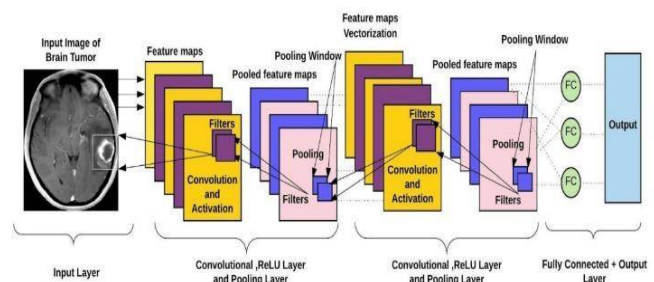 Input Image of
Brain Tumor
Feature maps
Pooled feature maps
Pooling Window
Feature maps
Vectorization
Pooled feature maps
Pooling Window
Filters
Convolution
and
Activation
Pooling
Filters
Filters
Convolution
and
Activation
Pooling
Filters
FC
FC
FC
Output
Input Layer
Convolutional ,ReLU Layer
and Pooling Layer
Convolutional ,ReLU Layer
and Pooling Layer
Fully Connected + Output
Layer